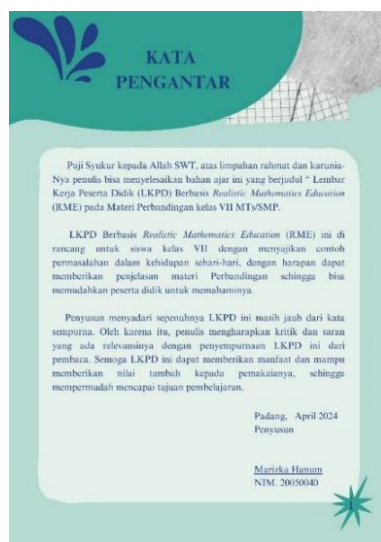 KATA
PENGANTAR
Puji Syukur kepada Allah SWT, atas limpahan rahmat dan karunia-
Nya penulis bisa menyelesaikan bahan ajar ini yang berjudul “ Lembar
Kerja Peserta Didik (LKPD) Berbasis Realistic Mathematics Education
(RME) pada Materi Perbandingan kelas VII MTs/SMP.
LKPD Berbasis Realistic Mathematics Education (RME) ini di
rancang untuk siswa kelas VII dengan menyajikan contoh
permasalahan dalam kehidupan sehari-hari, dengan harapan dapat
memberikan penjelasan materi Perbandingan sehingga bisa
memudahkan peserta didik untuk memahaminya.
Penyusun menyadari sepenuhnya LKPD ini masih jauh dari kata
sempurna. Oleh karena itu, penulis mengharapkan kritik dan saran
yang ada relevansinya dengan penyempurnaan LKPD ini dari
pembaca. Semoga LKPD ini dapat memberikan manfaat dan mampu
memberikan nilai tambah kepada pemakaianya, sehingga
mempermudah mencapai tujuan pembelajaran.
Padang, April 2024
Penyusun
Marizka Hanum
NIM. 20050040